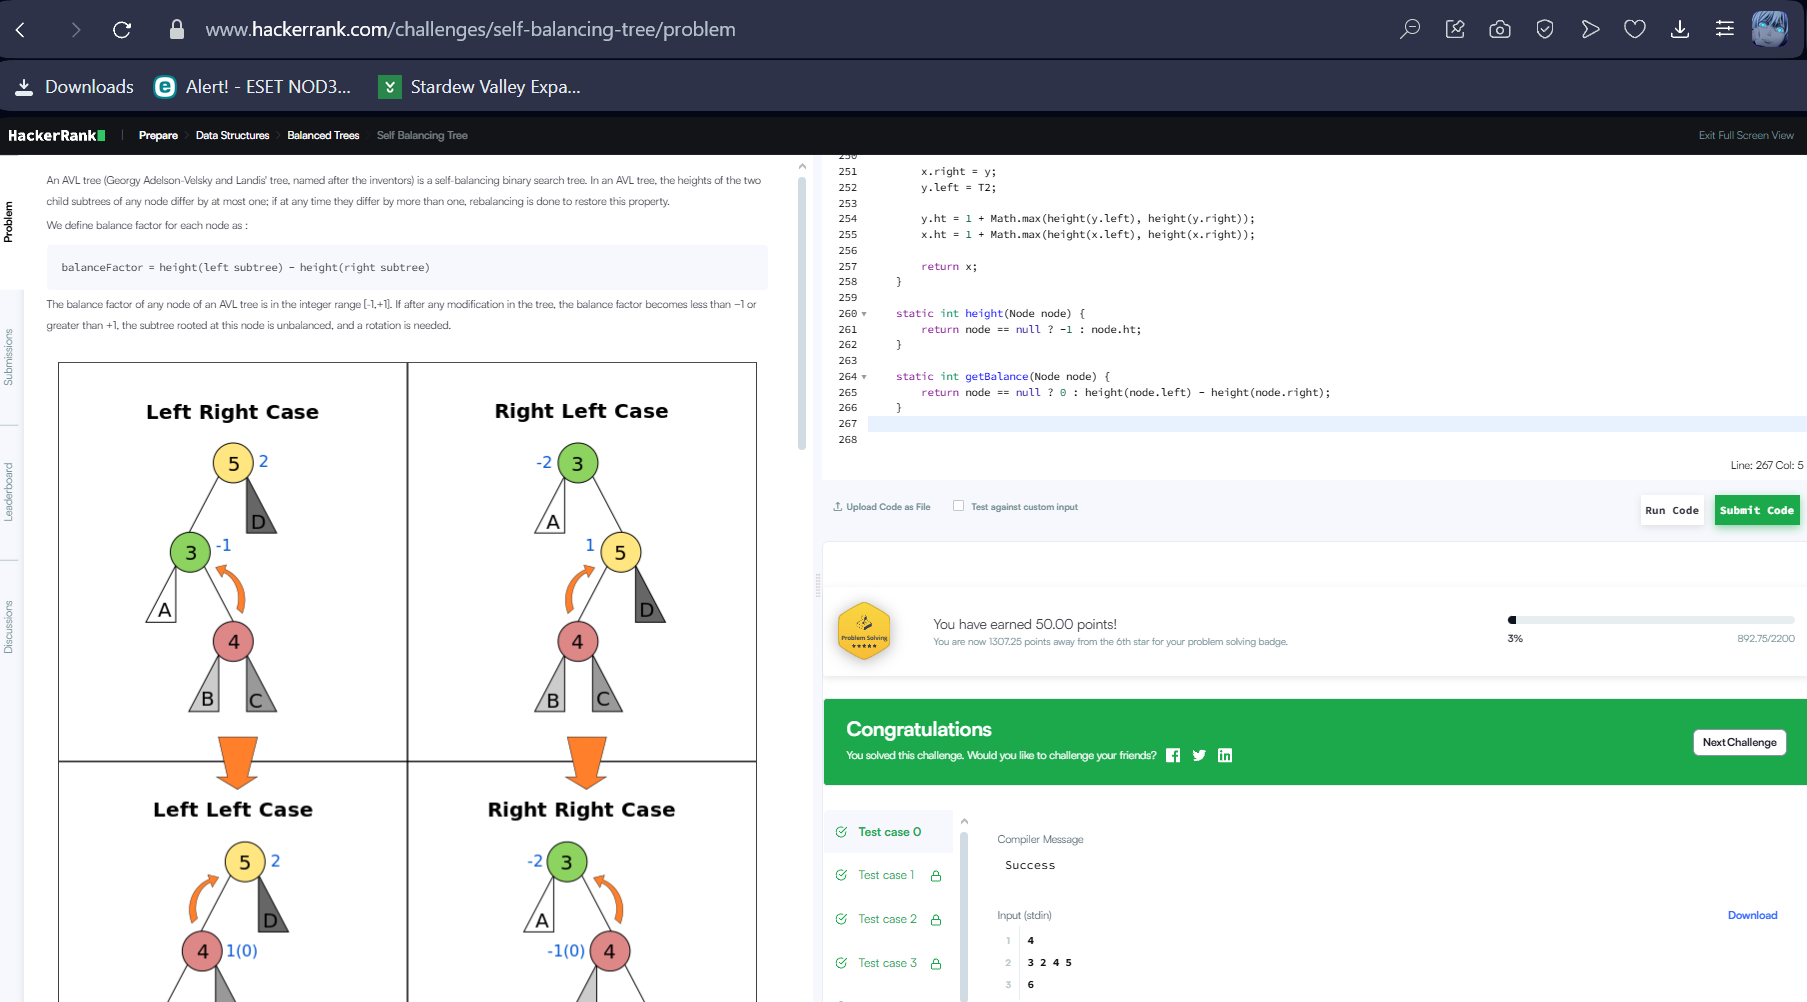 www.hackerrank.com/challenges/self-balancing-tree/problem
Downloads
Alert! - ESET NOD3...
Stardew Valley Expa...
HackerRank
Prepare
Data Structures
Balanced Trees
Self Balancing Tree
Exit Full Screen View
Problem
Submissions
Leaderboard
Discussions
An AVL tree (Georgy Adelson-Velsky and Landis' tree, named after the inventors) is a self-balancing binary search tree. In an AVL tree, the heights of the two
child subtrees of any node differ by at most one; if at any time they differ by more than one, rebalancing is done to restore this property.
We define balance factor for each node as :
balanceFactor = height(left subtree) - height(right subtree)
The balance factor of any node of an AVL tree is in the integer range [-1,+1]. If after any modification in the tree, the balance factor becomes less than −1 or
greater than +1, the subtree rooted at this node is unbalanced, and a rotation is needed.
Left Right Case
5 2
D
3 -1
A
4
B C
Right Left Case
-2 3
A
1 5
D
4
B C
Left Left Case
5 2
D
4 1(0)
Right Right Case
-2 3
A
-1(0) 4
250
251 x.right = y;
252 y.left = T2;
253
254 y.ht = 1 + Math.max(height(y.left), height(y.right));
255 x.ht = 1 + Math.max(height(x.left), height(x.right));
256
257 return x;
258 }
259
260 static int height(Node node) {
261 return node == null ? -1 : node.ht;
262 }
263
264 static int getBalance(Node node) {
265 return node == null ? 0 : height(node.left) - height(node.right);
266 }
267
268
Line: 267 Col: 5
Upload Code as File
Test against custom input
Run Code
Submit Code
Problem Solving
You have earned 50.00 points!
You are now 1307.25 points away from the 6th star for your problem solving badge.
3%
892.75/2200
Congratulations
You solved this challenge. Would you like to challenge your friends?
Next Challenge
Test case 0
Test case 1
Test case 2
Test case 3
Compiler Message
Success
Input (stdin)
Download
1 4
2 3 2 4 5
3 6